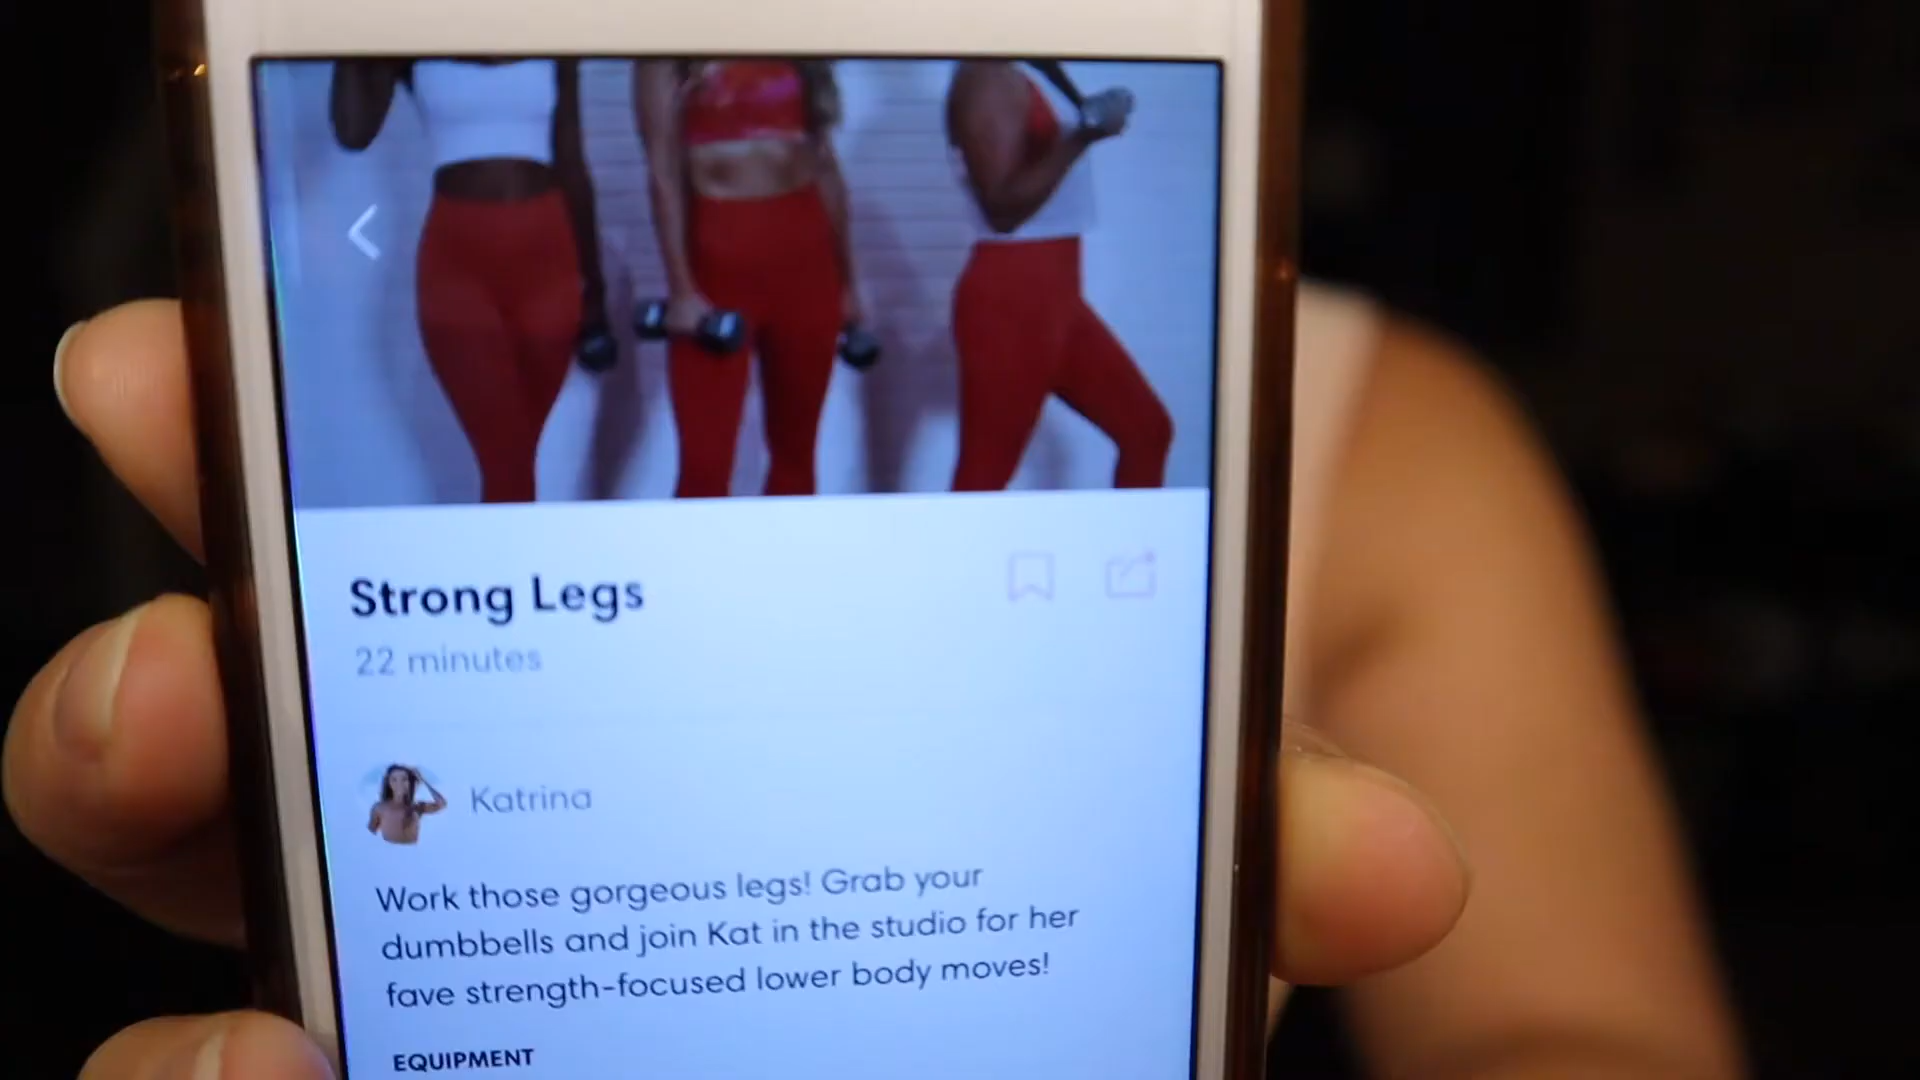 Strong Legs
22 minutes
Katrina
Work those gorgeous legs! Grab your
dumbbells and join Kat in the studio for her
fave strength-focused lower body moves!
EQUIPMENT